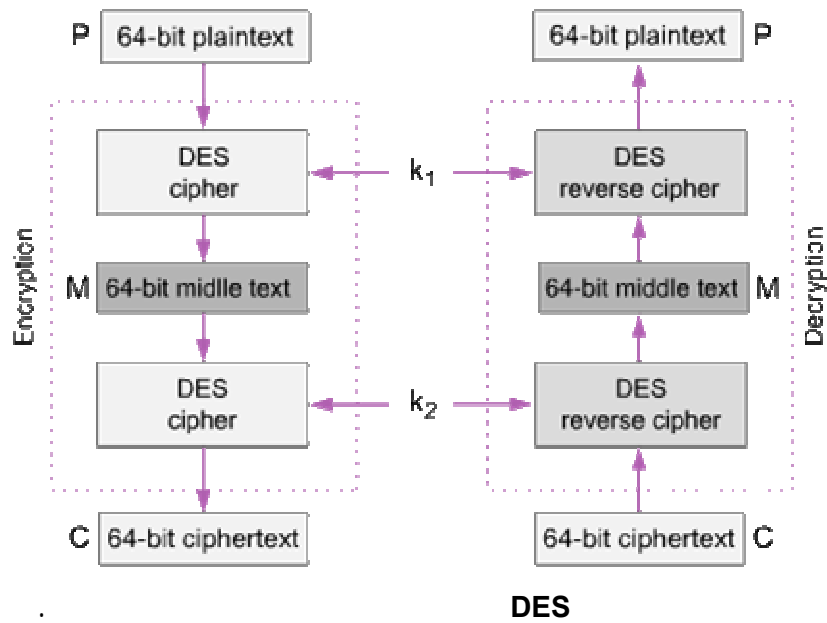 P 64-bit plaintext
DES
cipher
Encryption
M 64-bit midlle text
DES
cipher
C 64-bit ciphertext
k1
k2
64-bit plaintext P
DES
reverse cipher
64-bit middle text M
Decryption
DES
reverse cipher
64-bit ciphertext C
. DES